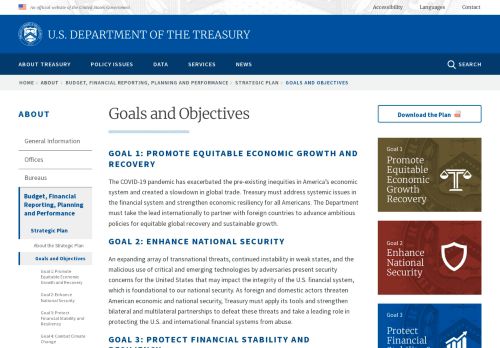 An official website of the United States Government
Accessibility Languages Contact
U.S. DEPARTMENT OF THE TREASURY
ABOUT TREASURY POLICY ISSUES DATA SERVICES NEWS SEARCH
HOME › ABOUT › BUDGET, FINANCIAL REPORTING, PLANNING AND PERFORMANCE › STRATEGIC PLAN › GOALS AND OBJECTIVES
ABOUT
General Information
Offices
Bureaus
Budget, Financial
Reporting, Planning
and Performance
Strategic Plan
About the Strategic Plan
Goals and Objectives
Goal 1: Promote
Equitable Economic
Growth and Recovery
Goal 2: Enhance
National Security
Goal 3: Protect
Financial Stability and
Resiliency
Goal 4: Combat Climate
Change
Goals and Objectives
GOAL 1: PROMOTE EQUITABLE ECONOMIC GROWTH AND
RECOVERY
The COVID-19 pandemic has exacerbated the pre-existing inequities in America's economic
system and created a slowdown in global trade. Treasury must address systemic issues in
the financial system and strengthen economic resiliency for all Americans. The Department
must take the lead internationally to partner with foreign countries to advance ambitious
policies for equitable global recovery and sustainable growth.
GOAL 2: ENHANCE NATIONAL SECURITY
An expanding array of transnational threats, continued instability in weak states, and the
malicious use of critical and emerging technologies by adversaries present security
concerns for the United States that may impact the integrity of the U.S. financial system,
which is foundational to our national security. As foreign and domestic actors threaten
American economic and national security, Treasury must apply its tools and strengthen
bilateral and multilateral partnerships to defeat these threats and take a leading role in
protecting the U.S. and international financial systems from abuse.
GOAL 3: PROTECT FINANCIAL STABILITY AND
Download the Plan
Goal 1
Promote
Equitable
Economic
Growth
Recovery
Goal 2
Enhance
National
Security
Goal 3
Protect
Financial